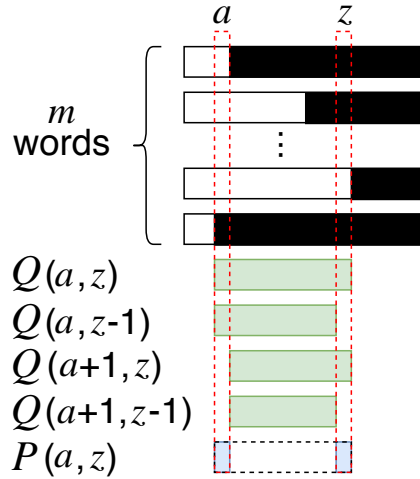 a z
m
words
⋮
Q(a,z)
Q(a,z-1)
Q(a+1,z)
Q(a+1,z-1)
P(a,z)